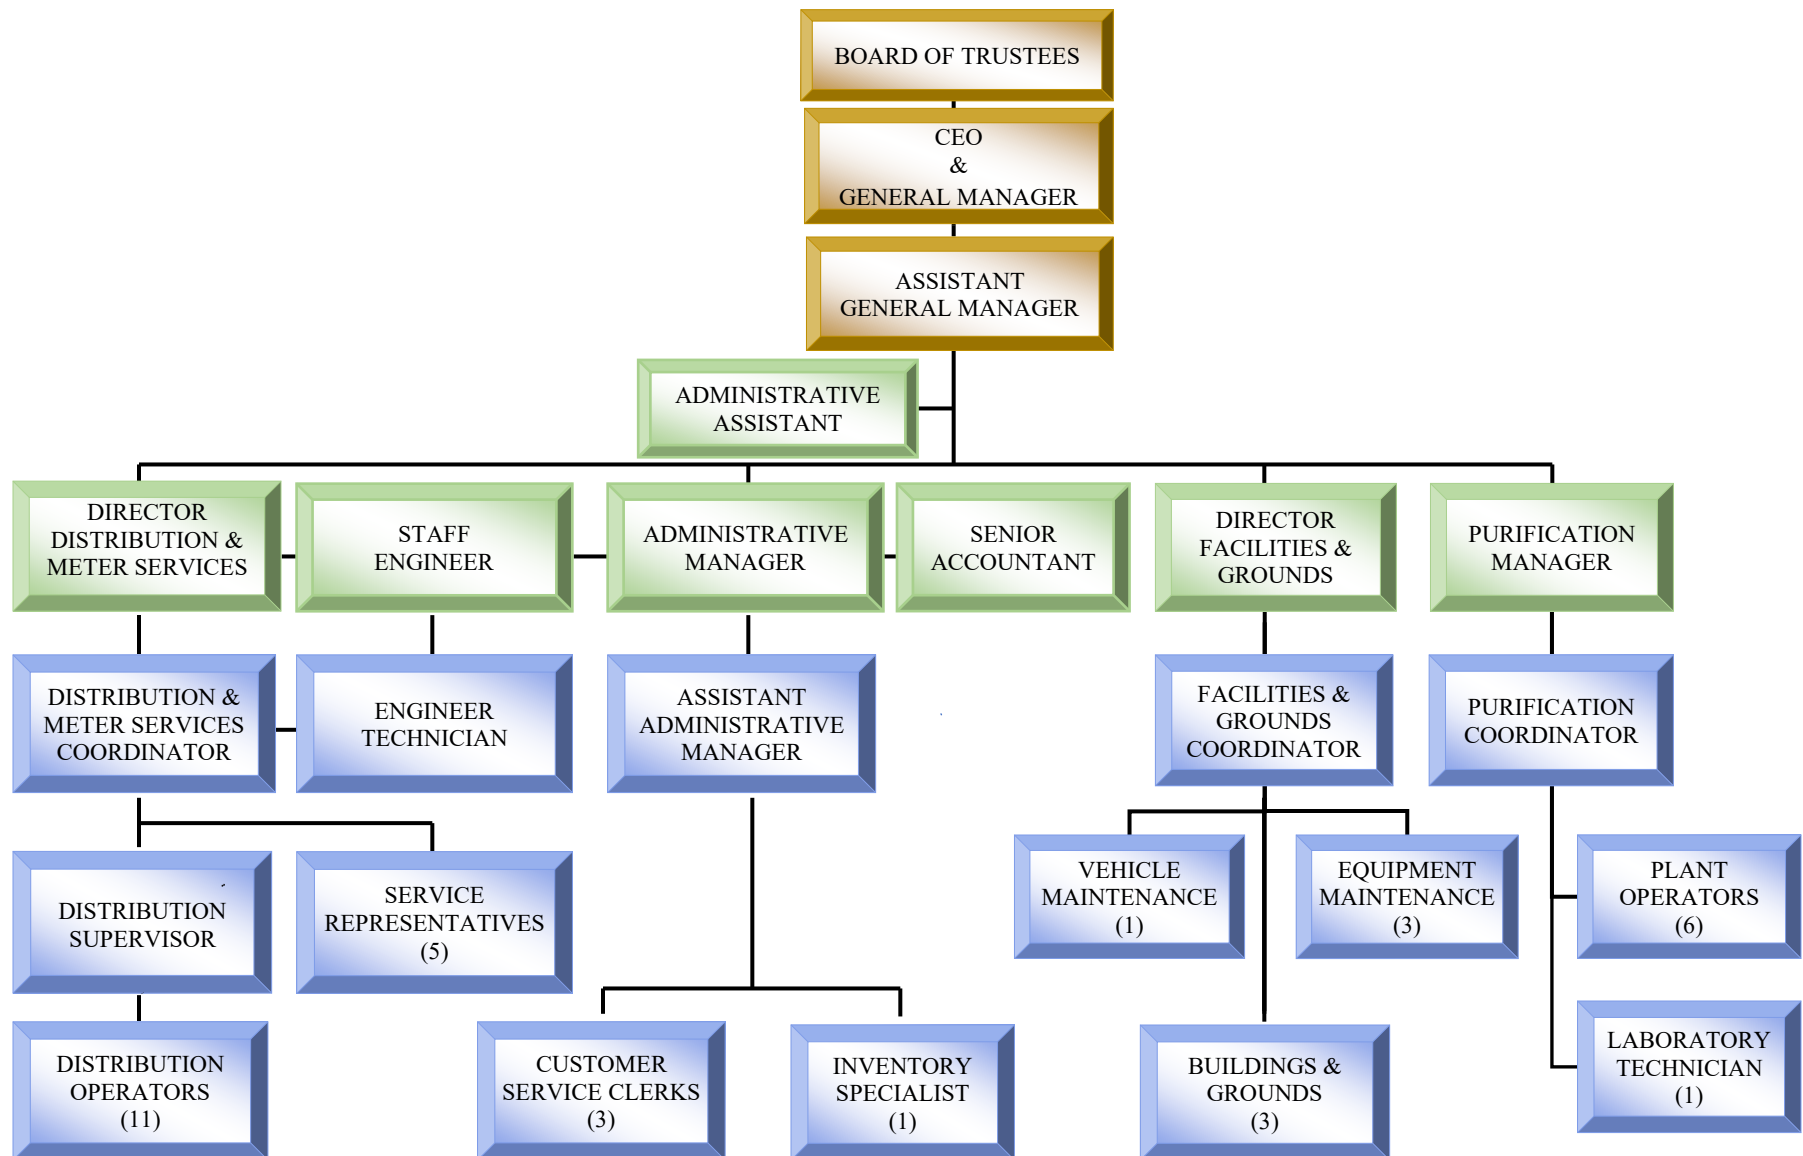 BOARD OF TRUSTEES
CEO
&
GENERAL MANAGER
ASSISTANT
GENERAL MANAGER
ADMINISTRATIVE
ASSISTANT
DIRECTOR
DISTRIBUTION &
METER SERVICES
STAFF
ENGINEER
ADMINISTRATIVE
MANAGER
SENIOR
ACCOUNTANT
DIRECTOR
FACILITIES &
GROUNDS
PURIFICATION
MANAGER
DISTRIBUTION &
METER SERVICES
COORDINATOR
ENGINEER
TECHNICIAN
ASSISTANT
ADMINISTRATIVE
MANAGER
FACILITIES &
GROUNDS
COORDINATOR
PURIFICATION
COORDINATOR
DISTRIBUTION
SUPERVISOR
SERVICE
REPRESENTATIVES
(5)
VEHICLE
MAINTENANCE
(1)
EQUIPMENT
MAINTENANCE
(3)
PLANT
OPERATORS
(6)
DISTRIBUTION
OPERATORS
(11)
CUSTOMER
SERVICE CLERKS
(3)
INVENTORY
SPECIALIST
(1)
BUILDINGS &
GROUNDS
(3)
LABORATORY
TECHNICIAN
(1)